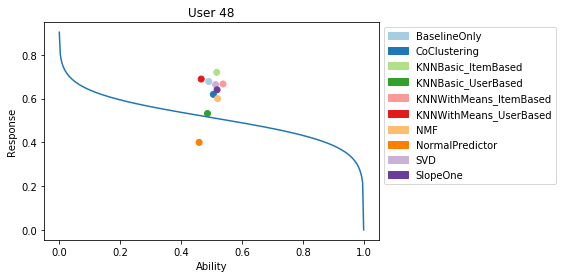 User 48
Response
0.8
0.6
0.4
0.2
0.0
0.0 0.2 0.4 0.6 0.8 1.0
Ability
BaselineOnly
CoClustering
KNNBasic_ItemBased
KNNBasic_UserBased
KNNWithMeans_ItemBased
KNNWithMeans_UserBased
NMF
NormalPredictor
SVD
SlopeOne